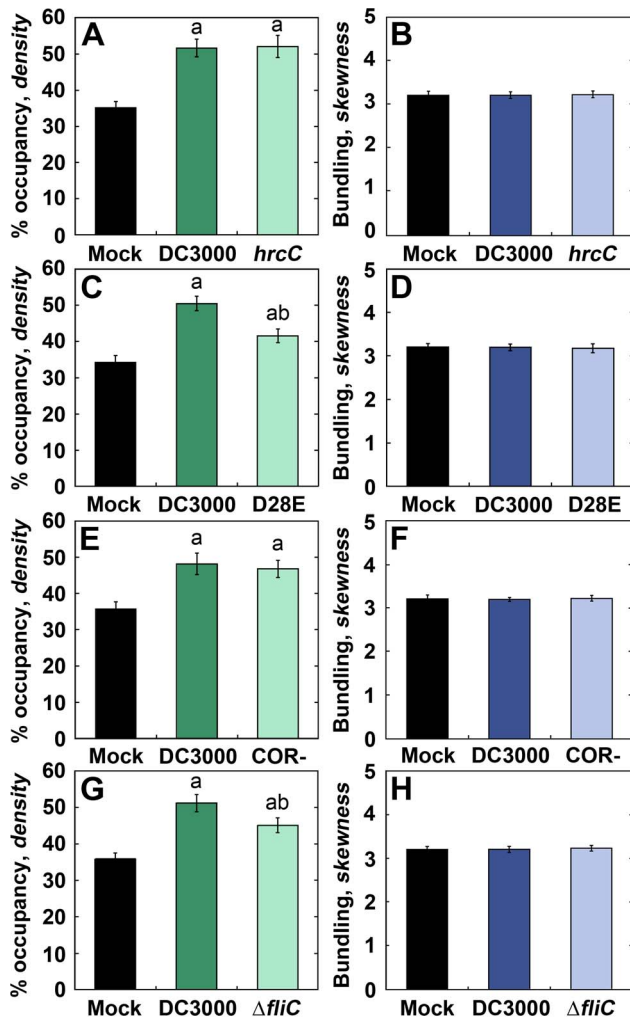 A
% occupancy, density
60
50
40
30
20
10
0
a
a
Mock DC3000 hrcC
B
Bundling, skewness
5
4
3
2
1
0
Mock DC3000 hrcC
C
% occupancy, density
60
50
40
30
20
10
0
a
ab
Mock DC3000 D28E
D
Bundling, skewness
5
4
3
2
1
0
Mock DC3000 D28E
E
% occupancy, density
60
50
40
30
20
10
0
a
a
Mock DC3000 COR-
F
Bundling, skewness
5
4
3
2
1
0
Mock DC3000 COR-
G
% occupancy, density
60
50
40
30
20
10
0
a
ab
Mock DC3000 ΔfliC
H
Bundling, skewness
5
4
3
2
1
0
Mock DC3000 ΔfliC